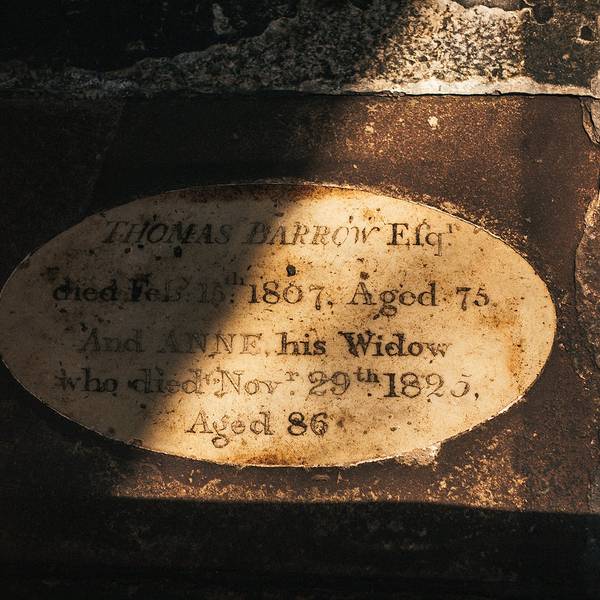 THOMAS BARROW Eſqʳ
died Feb. 15ᵗʰ 1807, Aged 75
And ANNE, his Widow
who died Novʳ 29ᵗʰ 1825,
Aged 86